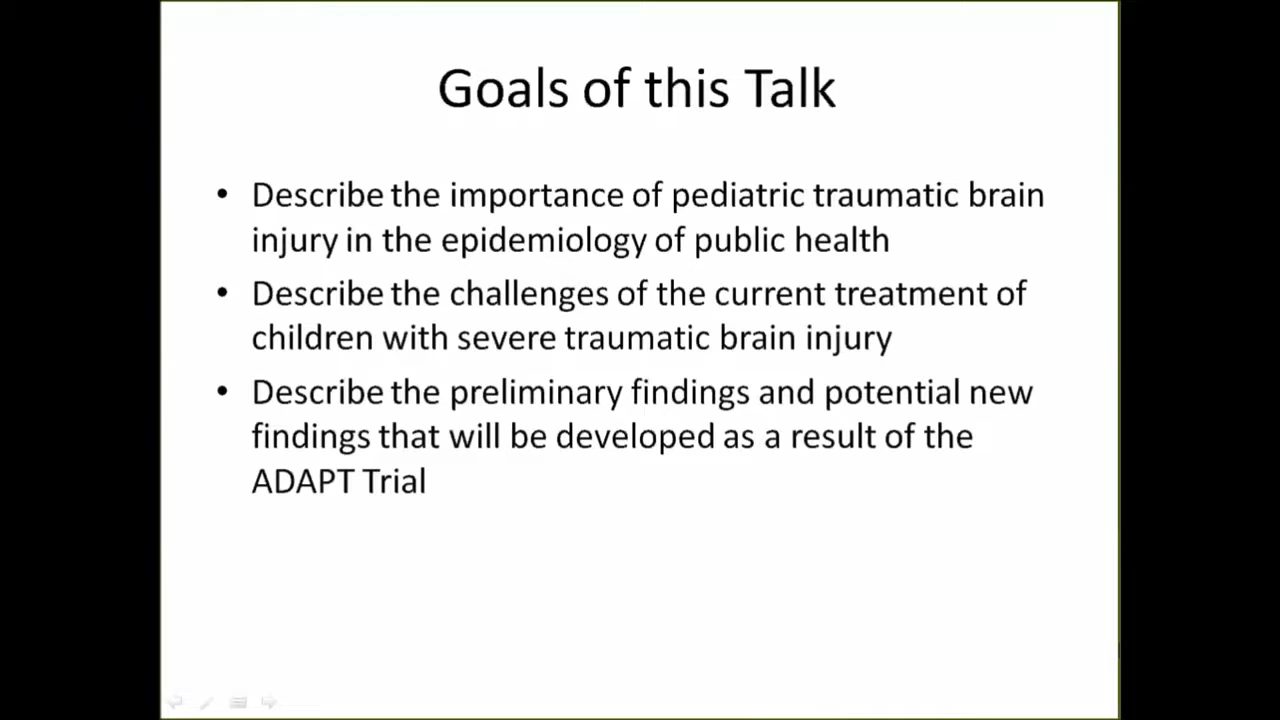 Goals of this Talk
• Describe the importance of pediatric traumatic brain
injury in the epidemiology of public health
• Describe the challenges of the current treatment of
children with severe traumatic brain injury
• Describe the preliminary findings and potential new
findings that will be developed as a result of the
ADAPT Trial